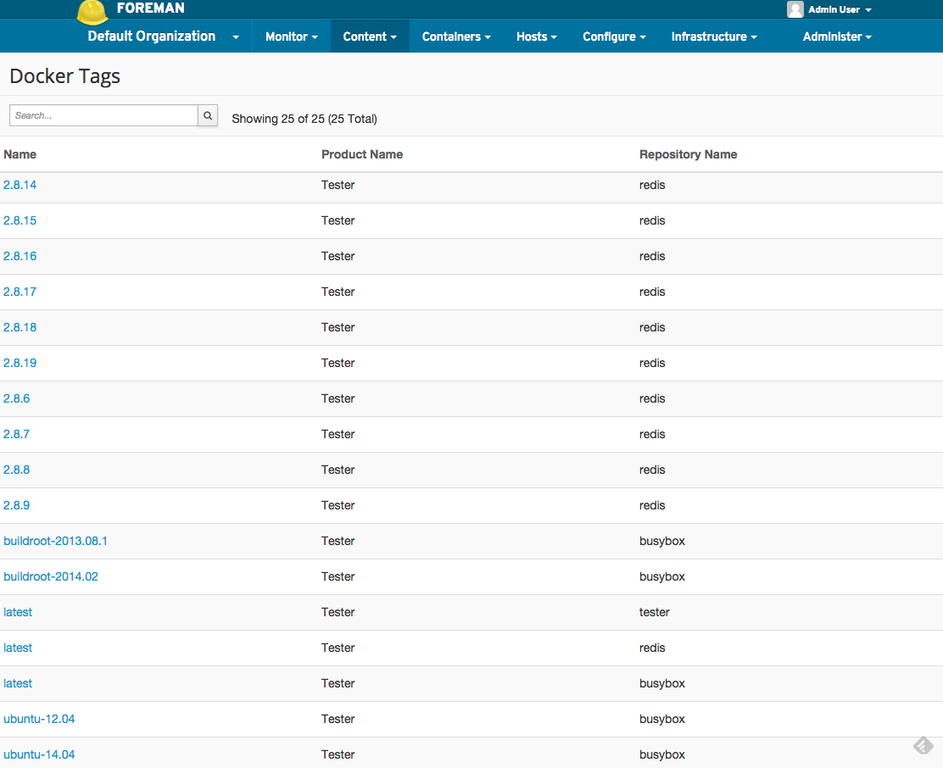 FOREMAN
Admin User
Default Organization Monitor Content Containers Hosts Configure Infrastructure Administer
Docker Tags
Search... Showing 25 of 25 (25 Total)
Name Product Name Repository Name
2.8.14 Tester redis
2.8.15 Tester redis
2.8.16 Tester redis
2.8.17 Tester redis
2.8.18 Tester redis
2.8.19 Tester redis
2.8.6 Tester redis
2.8.7 Tester redis
2.8.8 Tester redis
2.8.9 Tester redis
buildroot-2013.08.1 Tester busybox
buildroot-2014.02 Tester busybox
latest Tester tester
latest Tester redis
latest Tester busybox
ubuntu-12.04 Tester busybox
ubuntu-14.04 Tester busybox